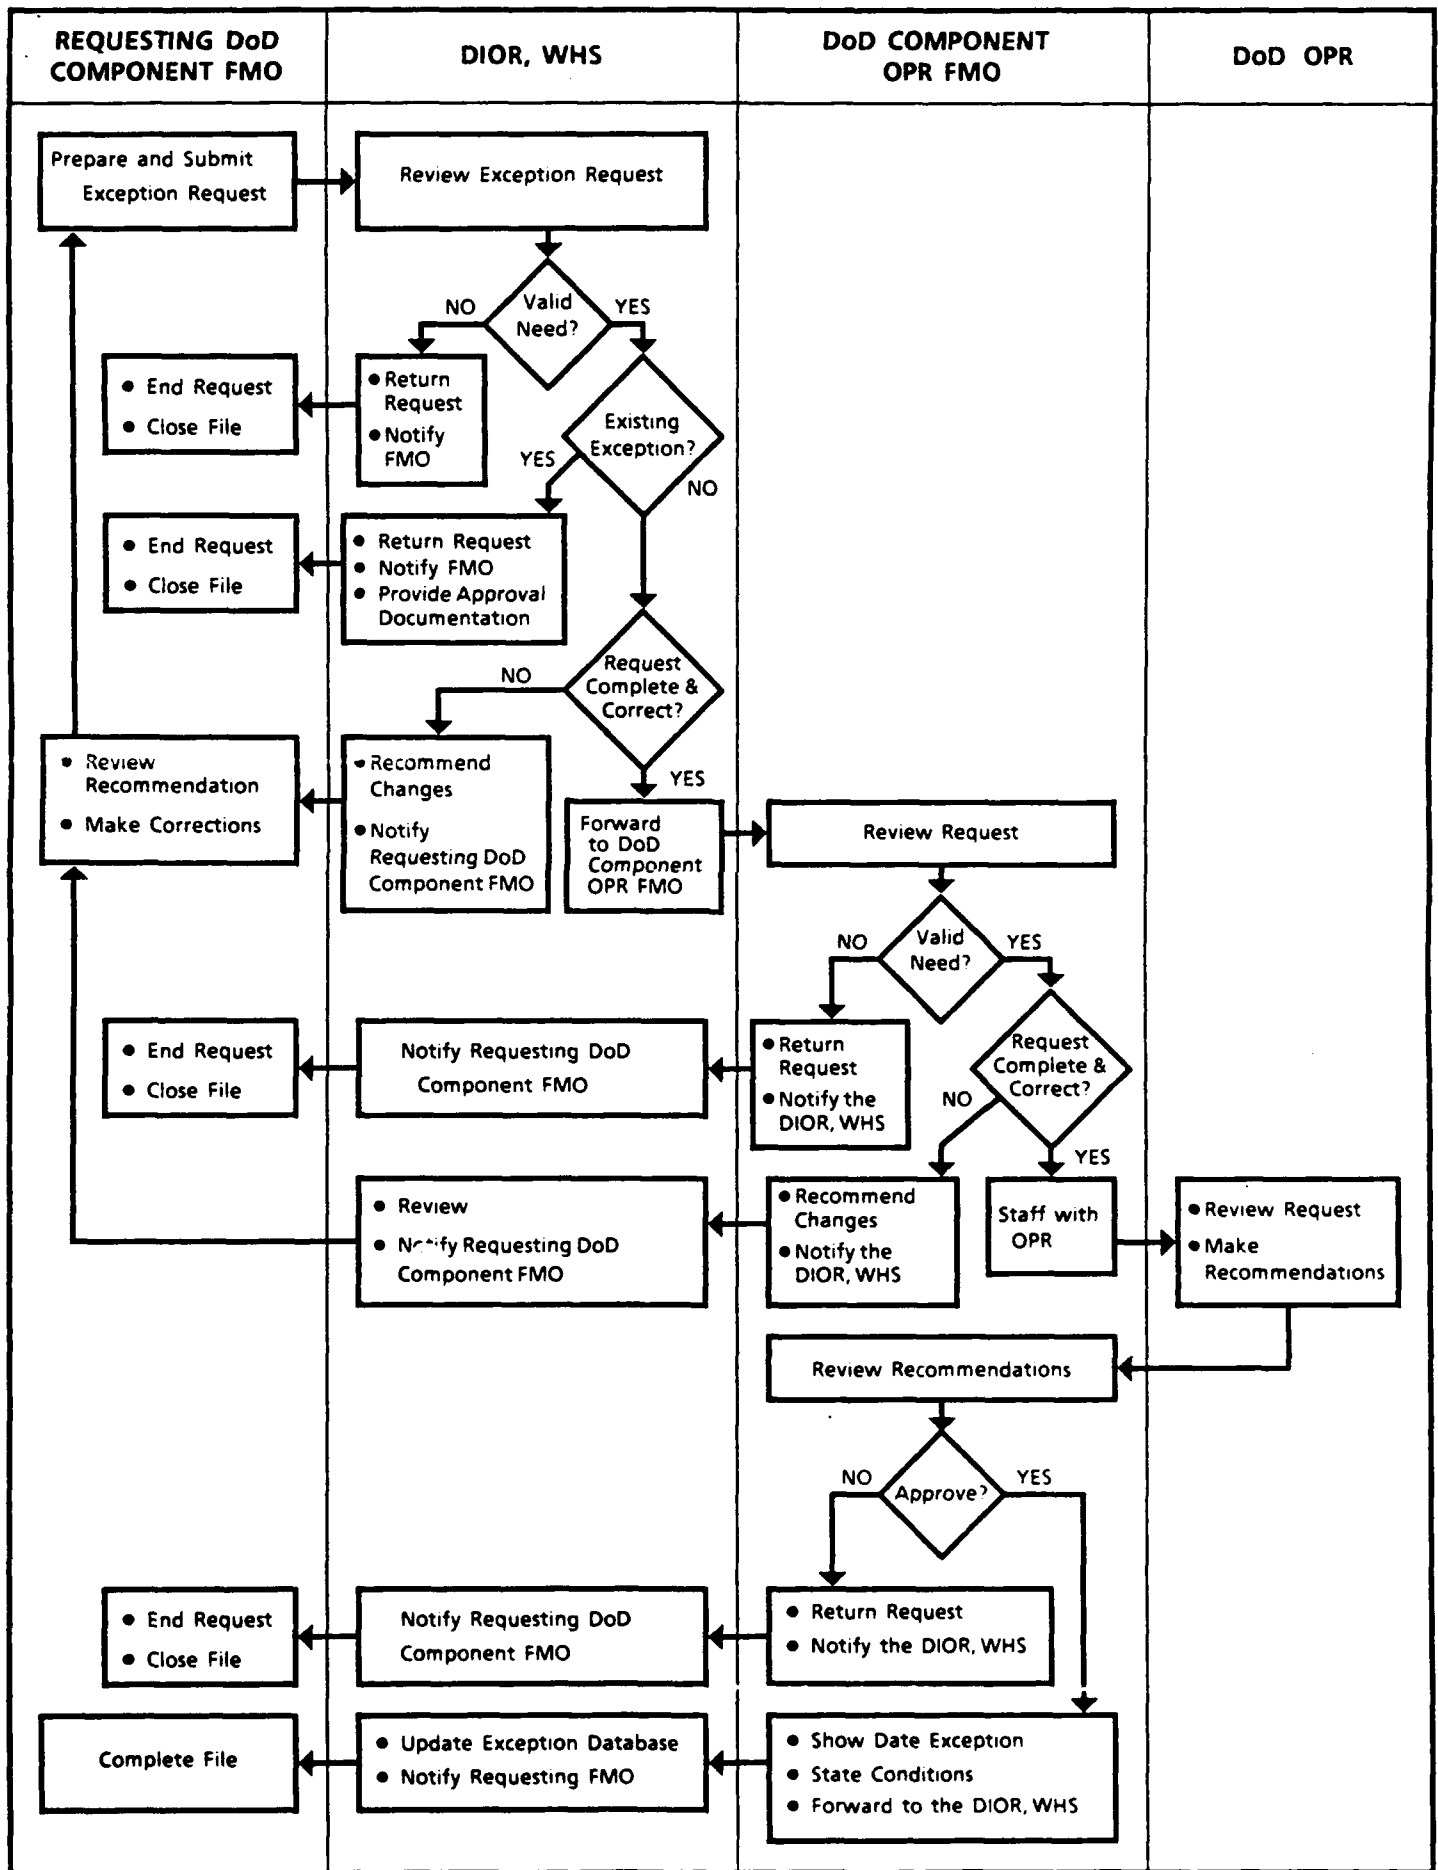 REQUESTING DoD
COMPONENT FMO
DIOR, WHS
DoD COMPONENT
OPR FMO
DoD OPR
Prepare and Submit
Exception Request
Review Exception Request
Valid
Need?
NO
YES
● End Request
● Close File
● Return
Request
● Notify
FMO
Existing
Exception?
YES
NO
● End Request
● Close File
● Return Request
● Notify FMO
● Provide Approval
Documentation
Request
Complete &
Correct?
NO
YES
● Review
Recommendation
● Make Corrections
● Recommend
Changes
● Notify
Requesting DoD
Component FMO
Forward
to DoD
Component
OPR FMO
Review Request
Valid
Need?
NO
YES
● End Request
● Close File
Notify Requesting DoD
Component FMO
● Return
Request
● Notify the
DIOR, WHS
Request
Complete &
Correct?
NO
YES
● Review
● Notify Requesting DoD
Component FMO
● Recommend
Changes
● Notify the
DIOR, WHS
Staff with
OPR
● Review Request
● Make
Recommendations
Review Recommendations
Approve?
NO
YES
● End Request
● Close File
Notify Requesting DoD
Component FMO
● Return Request
● Notify the DIOR, WHS
Complete File
● Update Exception Database
● Notify Requesting FMO
● Show Date Exception
● State Conditions
● Forward to the DIOR, WHS